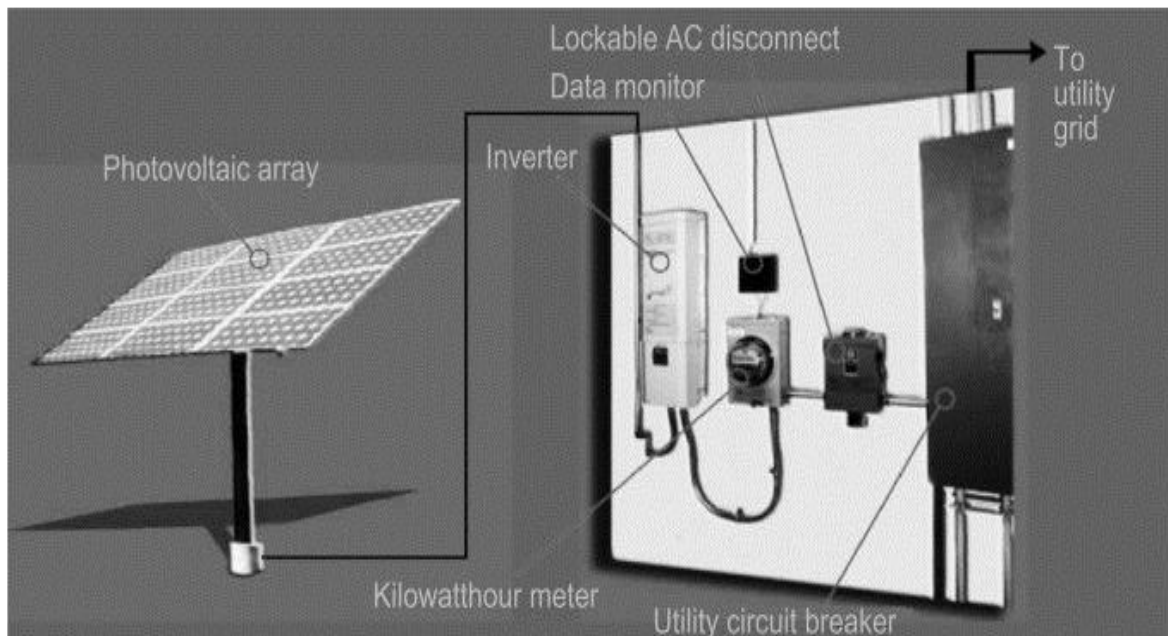 Lockable AC disconnect
Data monitor
To
utility
grid
Inverter
Photovoltaic array
Kilowatthour meter
Utility circuit breaker